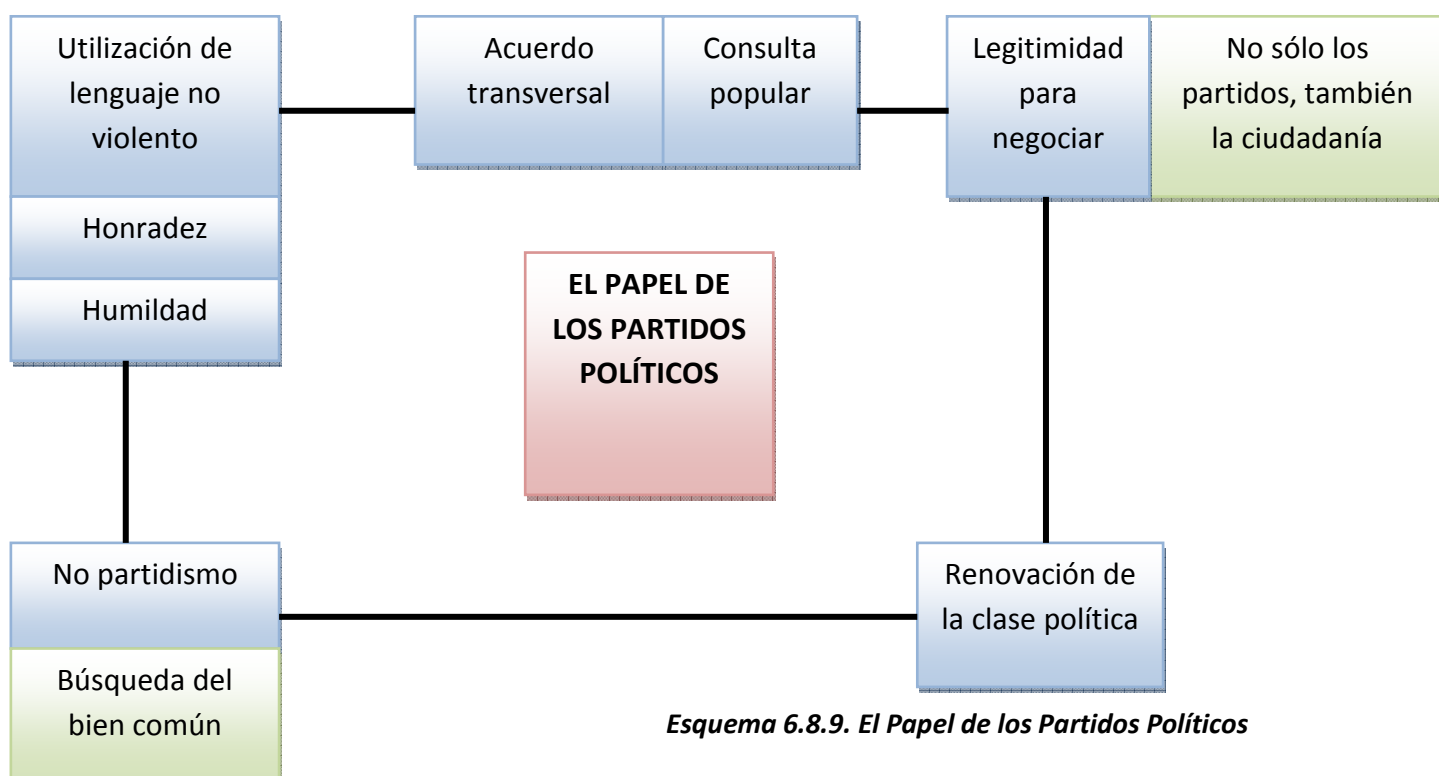 Utilización de
lenguaje no
violento
Honradez
Humildad
Acuerdo
transversal
Consulta
popular
Legitimidad
para
negociar
No sólo los
partidos, también
la ciudadanía
EL PAPEL DE
LOS PARTIDOS
POLÍTICOS
No partidismo
Búsqueda del
bien común
Renovación de
la clase política
Esquema 6.8.9. El Papel de los Partidos Políticos